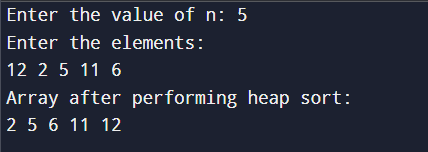 Enter the value of n: 5
Enter the elements:
12 2 5 11 6
Array after performing heap sort:
2 5 6 11 12